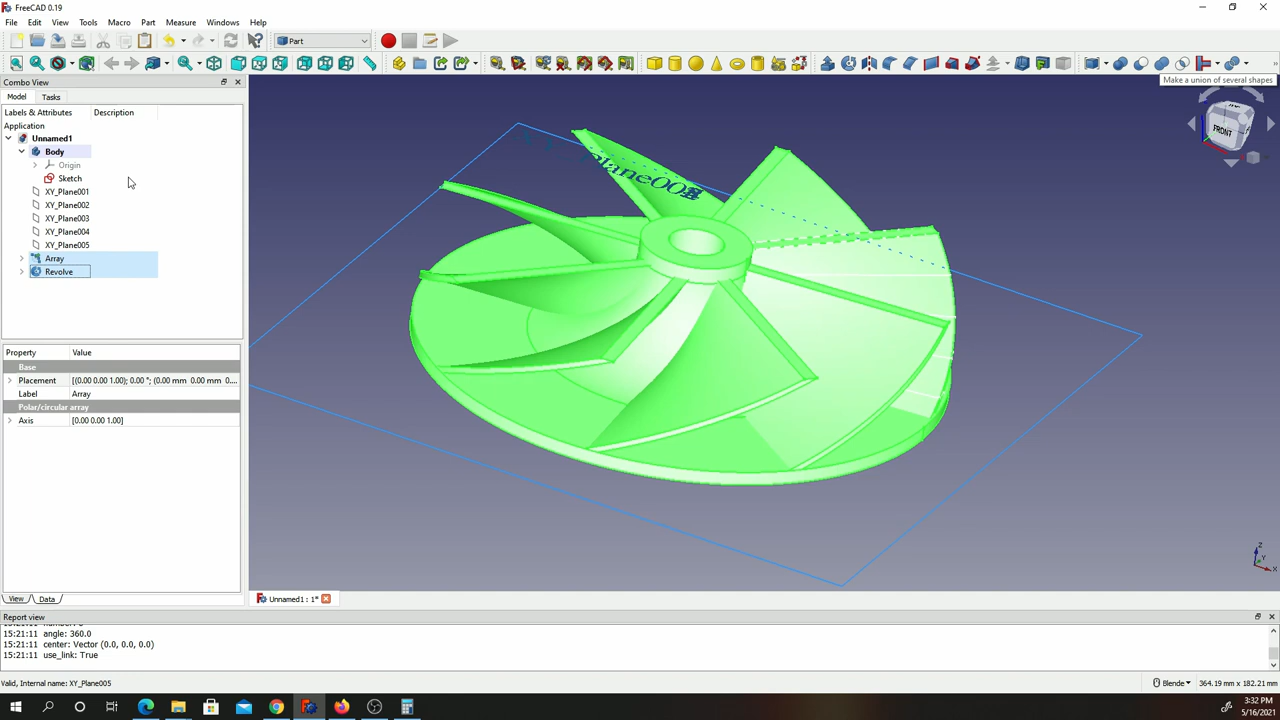 FreeCAD 0.19
File Edit View Tools Macro Part Measure Windows Help
Part
Make a union of several shapes
Combo View
Model Tasks
Labels & Attributes Description
Application
Unnamed1
Body
Origin
Sketch
XY_Plane001
XY_Plane002
XY_Plane003
XY_Plane004
XY_Plane005
Array
Revolve
FRONT
Property Value
Base
Placement [(0.00 0.00 1.00); 0.00 °; (0.00 mm 0.00 mm 0....
Label Array
Polar/circular array
Axis [0.00 0.00 1.00]
View Data
Unnamed1 : 1*
Report view
15:21:11 angle: 360.0
15:21:11 center: Vector (0.0, 0.0, 0.0)
15:21:11 use_link: True
Valid, Internal name: XY_Plane005
Blende
364.19 mm x 182.21 mm
3:32 PM
5/16/2021